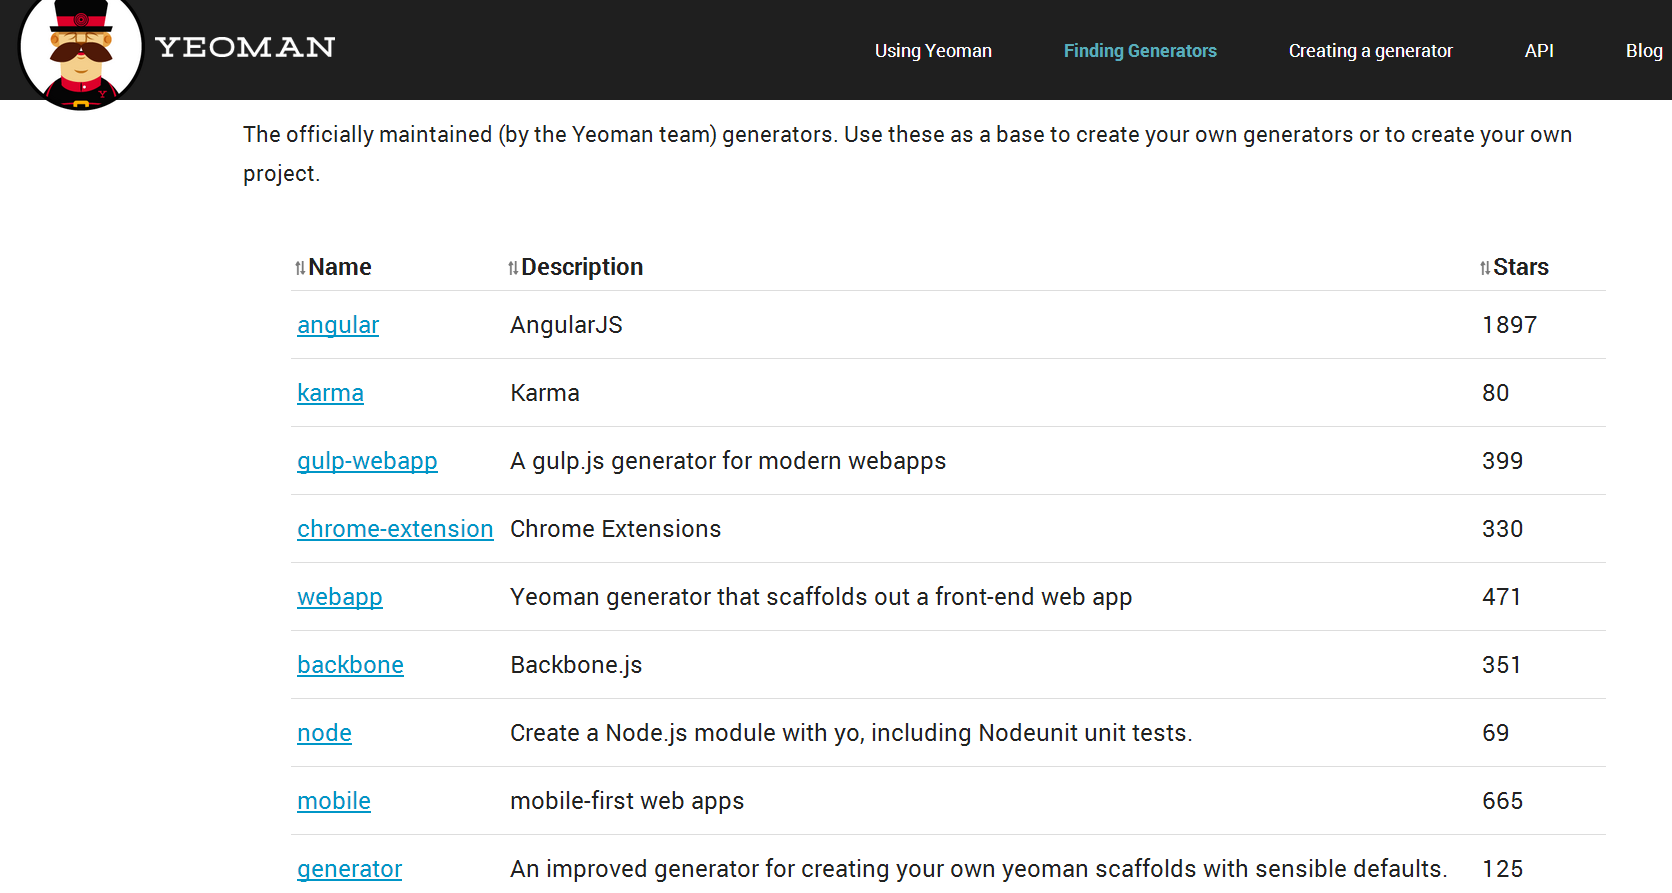 YEOMAN
Using Yeoman Finding Generators Creating a generator API Blog
The officially maintained (by the Yeoman team) generators. Use these as a base to create your own generators or to create your own
project.
Name Description Stars
angular AngularJS 1897
karma Karma 80
gulp-webapp A gulp.js generator for modern webapps 399
chrome-extension Chrome Extensions 330
webapp Yeoman generator that scaffolds out a front-end web app 471
backbone Backbone.js 351
node Create a Node.js module with yo, including Nodeunit unit tests. 69
mobile mobile-first web apps 665
generator An improved generator for creating your own yeoman scaffolds with sensible defaults. 125